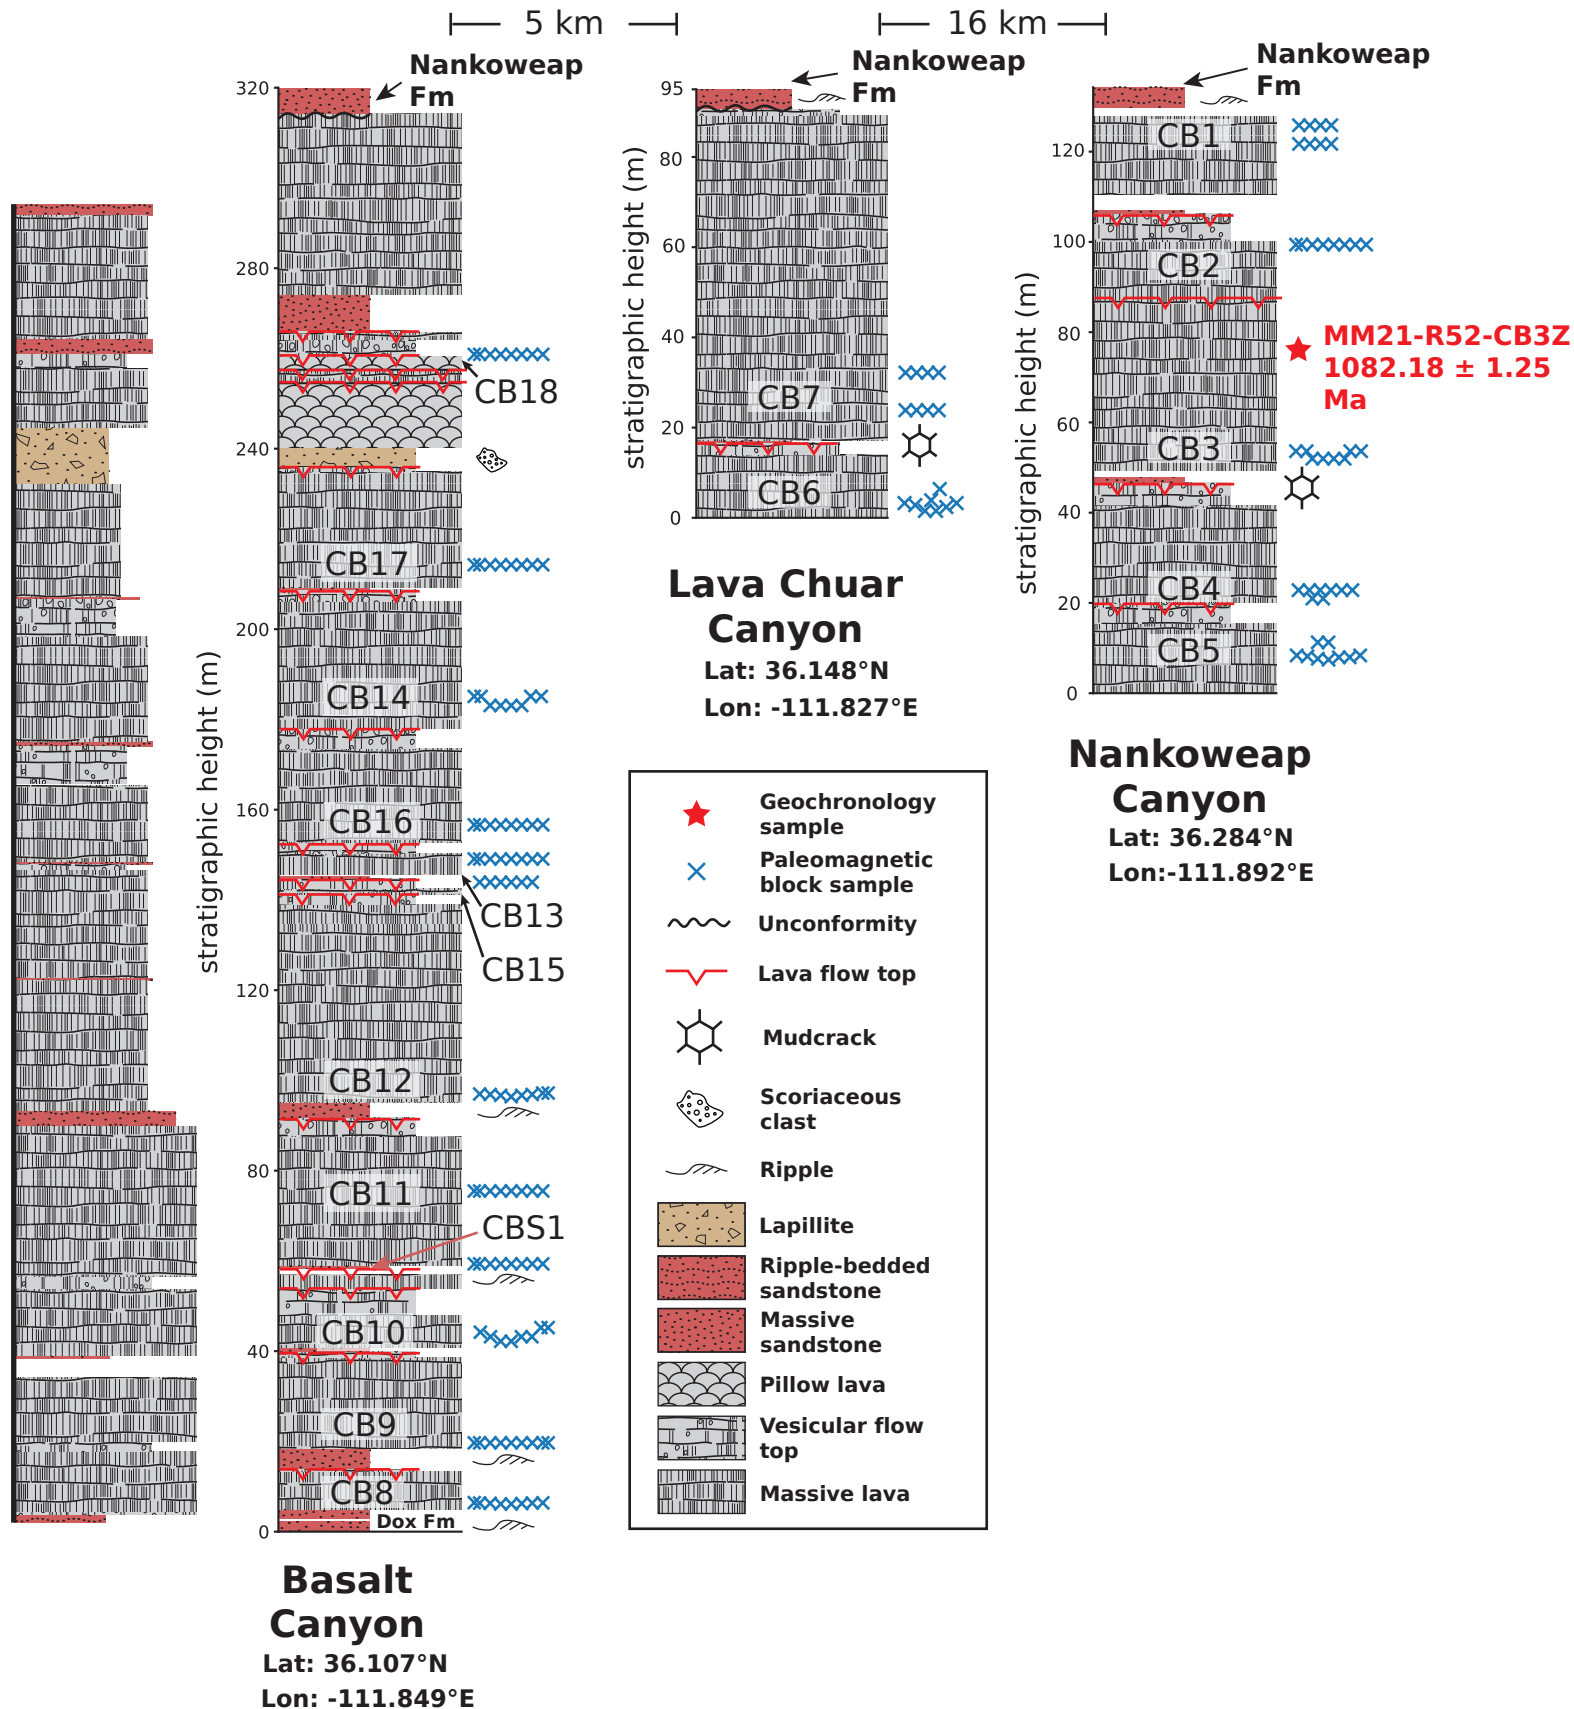 5 km
16 km
Nankoweap
Fm
320
280
240
200
160
120
80
40
0
stratigraphic height (m)
CB18
CB17
CB14
CB16
CB13
CB15
CB12
CB11
CBS1
CB10
CB9
CB8
Dox Fm
Basalt
Canyon
Lat: 36.107°N
Lon: -111.849°E
Nankoweap
Fm
95
80
60
40
20
0
stratigraphic height (m)
CB7
CB6
Lava Chuar
Canyon
Lat: 36.148°N
Lon: -111.827°E
Nankoweap
Fm
120
100
80
60
40
20
0
stratigraphic height (m)
CB1
CB2
CB3
CB4
CB5
MM21-R52-CB3Z
1082.18 ± 1.25
Ma
Nankoweap
Canyon
Lat: 36.284°N
Lon:-111.892°E
Geochronology
sample
Paleomagnetic
block sample
Unconformity
Lava flow top
Mudcrack
Scoriaceous
clast
Ripple
Lapillite
Ripple-bedded
sandstone
Massive
sandstone
Pillow lava
Vesicular flow
top
Massive lava